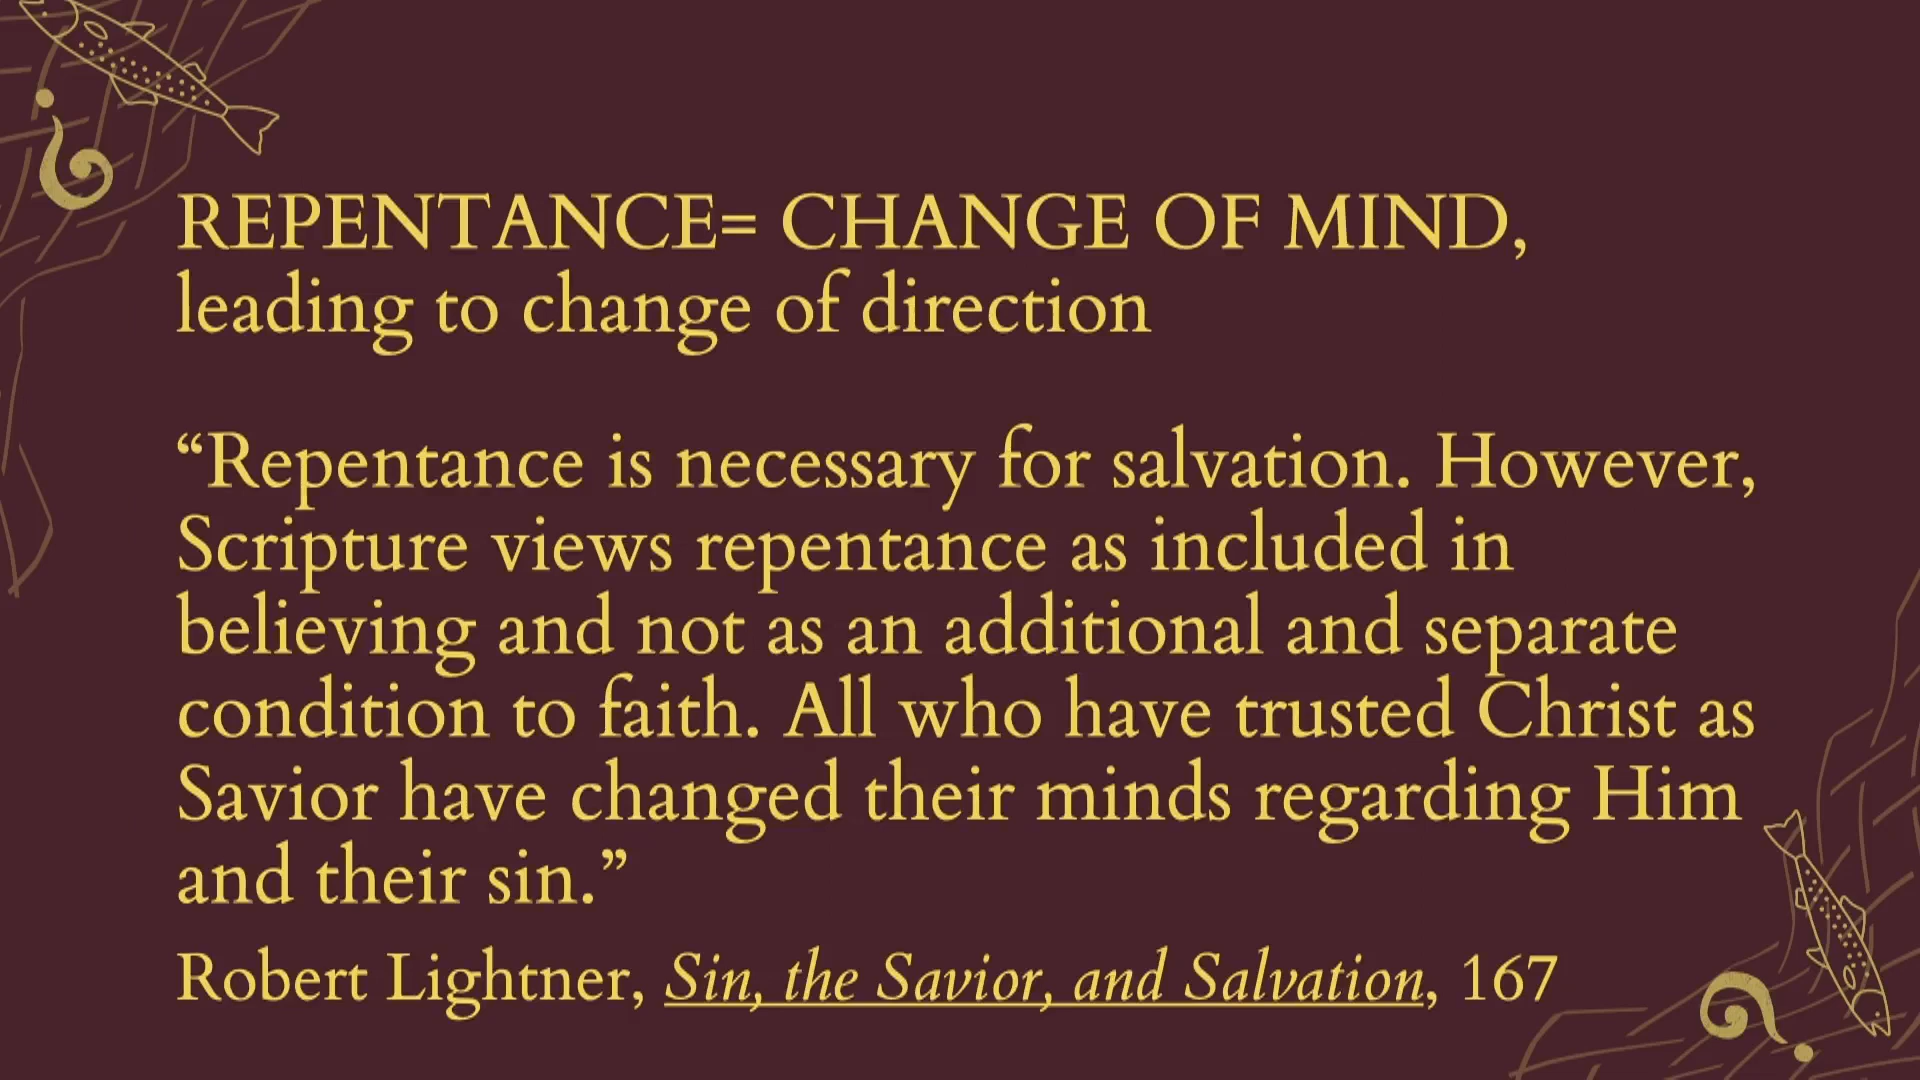 REPENTANCE= CHANGE OF MIND,
leading to change of direction
“Repentance is necessary for salvation. However,
Scripture views repentance as included in
believing and not as an additional and separate
condition to faith. All who have trusted Christ as
Savior have changed their minds regarding Him
and their sin.”
Robert Lightner, Sin, the Savior, and Salvation, 167